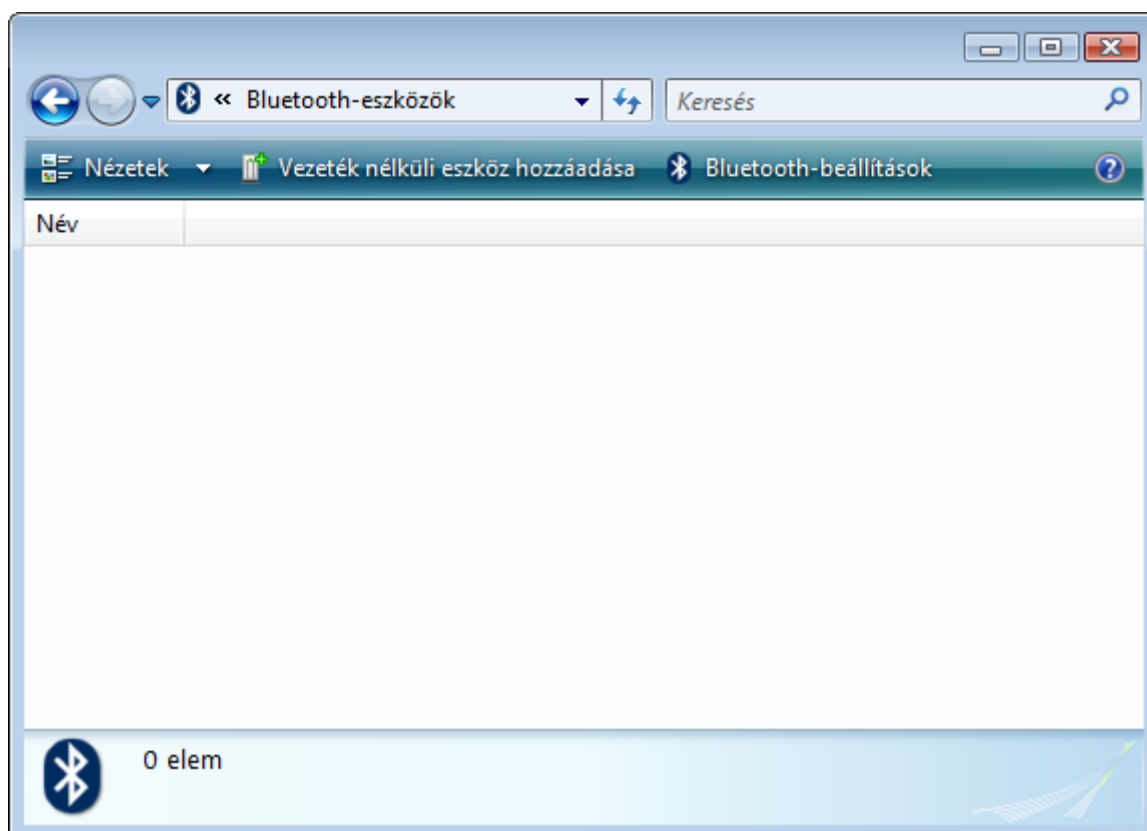 « Bluetooth-eszközök Keresés
Nézetek Vezeték nélküli eszköz hozzáadása Bluetooth-beállítások
Név
0 elem